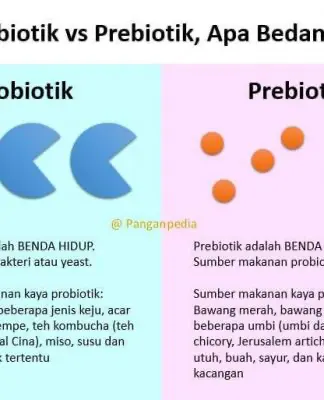 biotik vs Prebiotik, Apa Bedan
obiotik
Prebiot
@ Panganpedia
lah BENDA HIDUP.
akteri atau yeast.
nan kaya probiotik:
beberapa jenis keju, acar
empe, teh kombucha (teh
al Cina), miso, susu dan
k tertentu
Prebiotik adalah BENDA
Sumber makanan probio
Sumber makanan kaya p
Bawang merah, bawang
beberapa umbi (umbi da
chicory, Jerusalem artich
utuh, buah, sayur, dan ka
kacangan